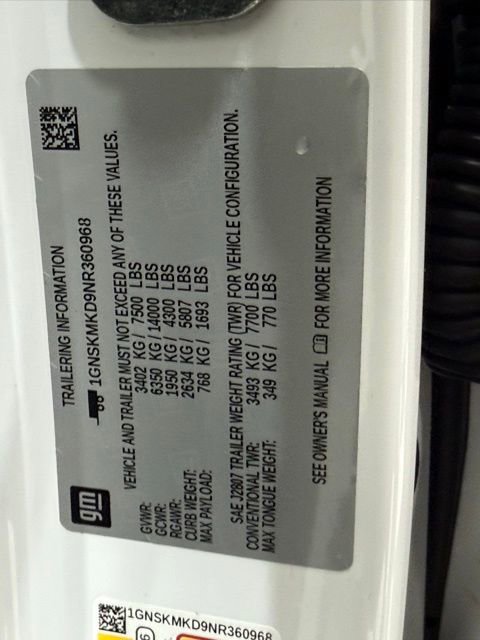 gm
TRAILERING INFORMATION
1GNSKMKD9NR360968
VEHICLE AND TRAILER MUST NOT EXCEED ANY OF THESE VALUES.
GVWR: 3402 KG / 7500 LBS
GCWR: 6350 KG / 14000 LBS
RGAWR: 1950 KG / 4300 LBS
CURB WEIGHT: 2634 KG / 5807 LBS
MAX PAYLOAD: 768 KG / 1693 LBS
SAE J2807 TRAILER WEIGHT RATING (TWR) FOR VEHICLE CONFIGURATION.
CONVENTIONAL TWR: 3493 KG / 7700 LBS
MAX TONGUE WEIGHT: 349 KG / 770 LBS
SEE OWNER'S MANUAL FOR MORE INFORMATION
1GNSKMKD9NR360968